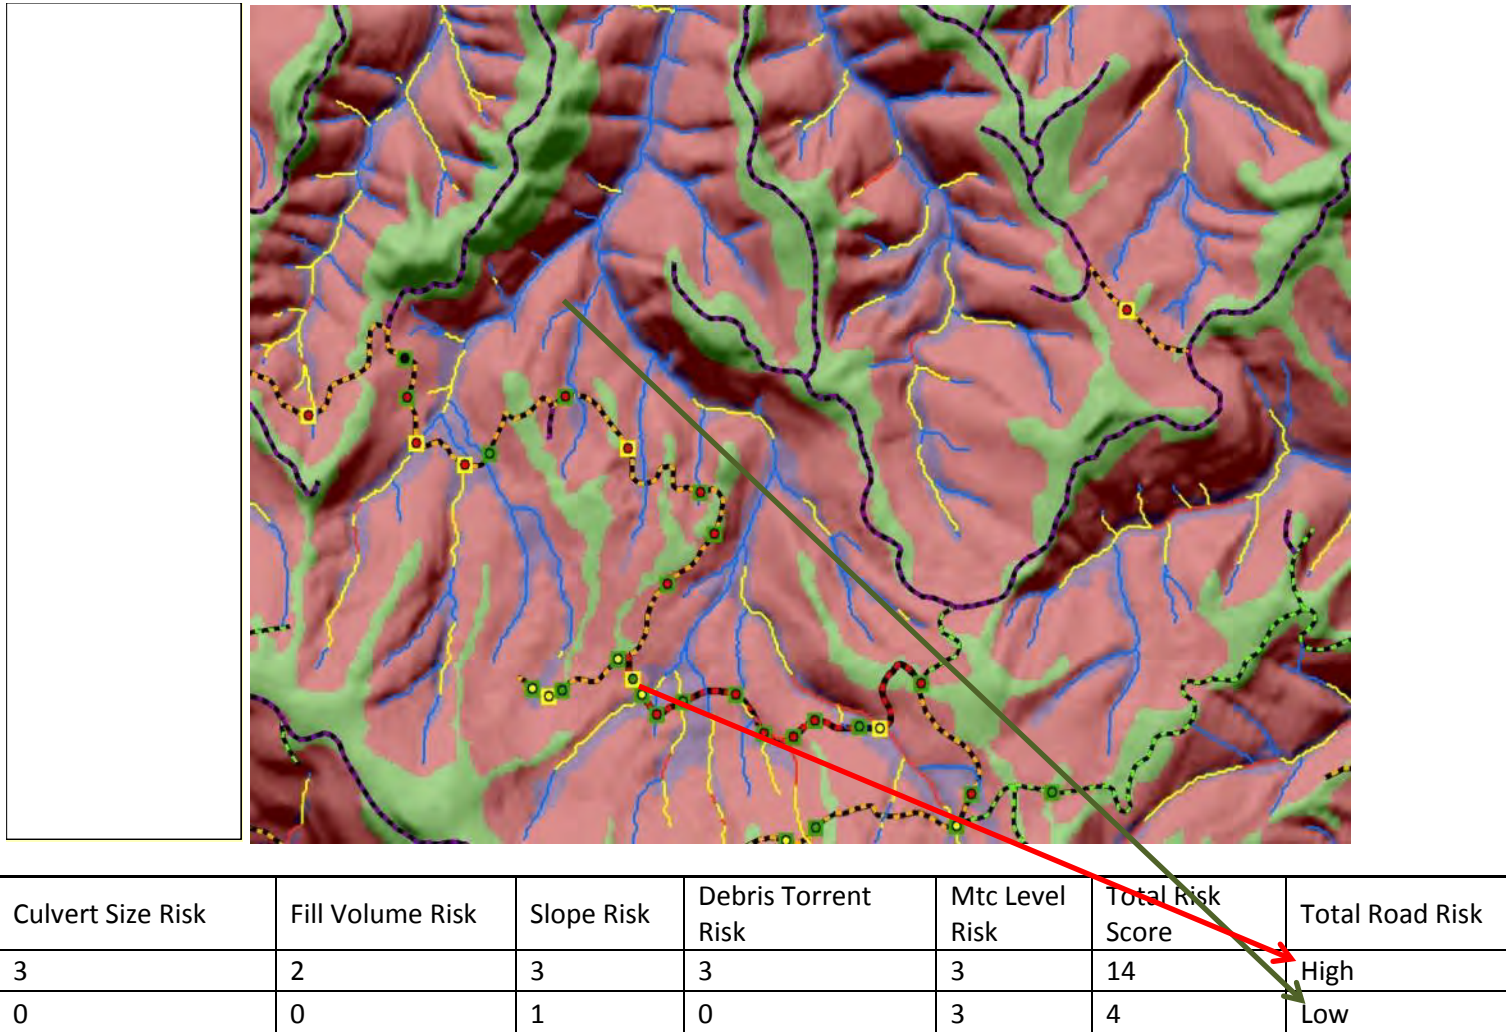 Culvert Size Risk Fill Volume Risk Slope Risk Debris Torrent Risk Mtc Level Risk Total Risk Score Total Road Risk
3 2 3 3 3 14 High
0 0 1 0 3 4 Low